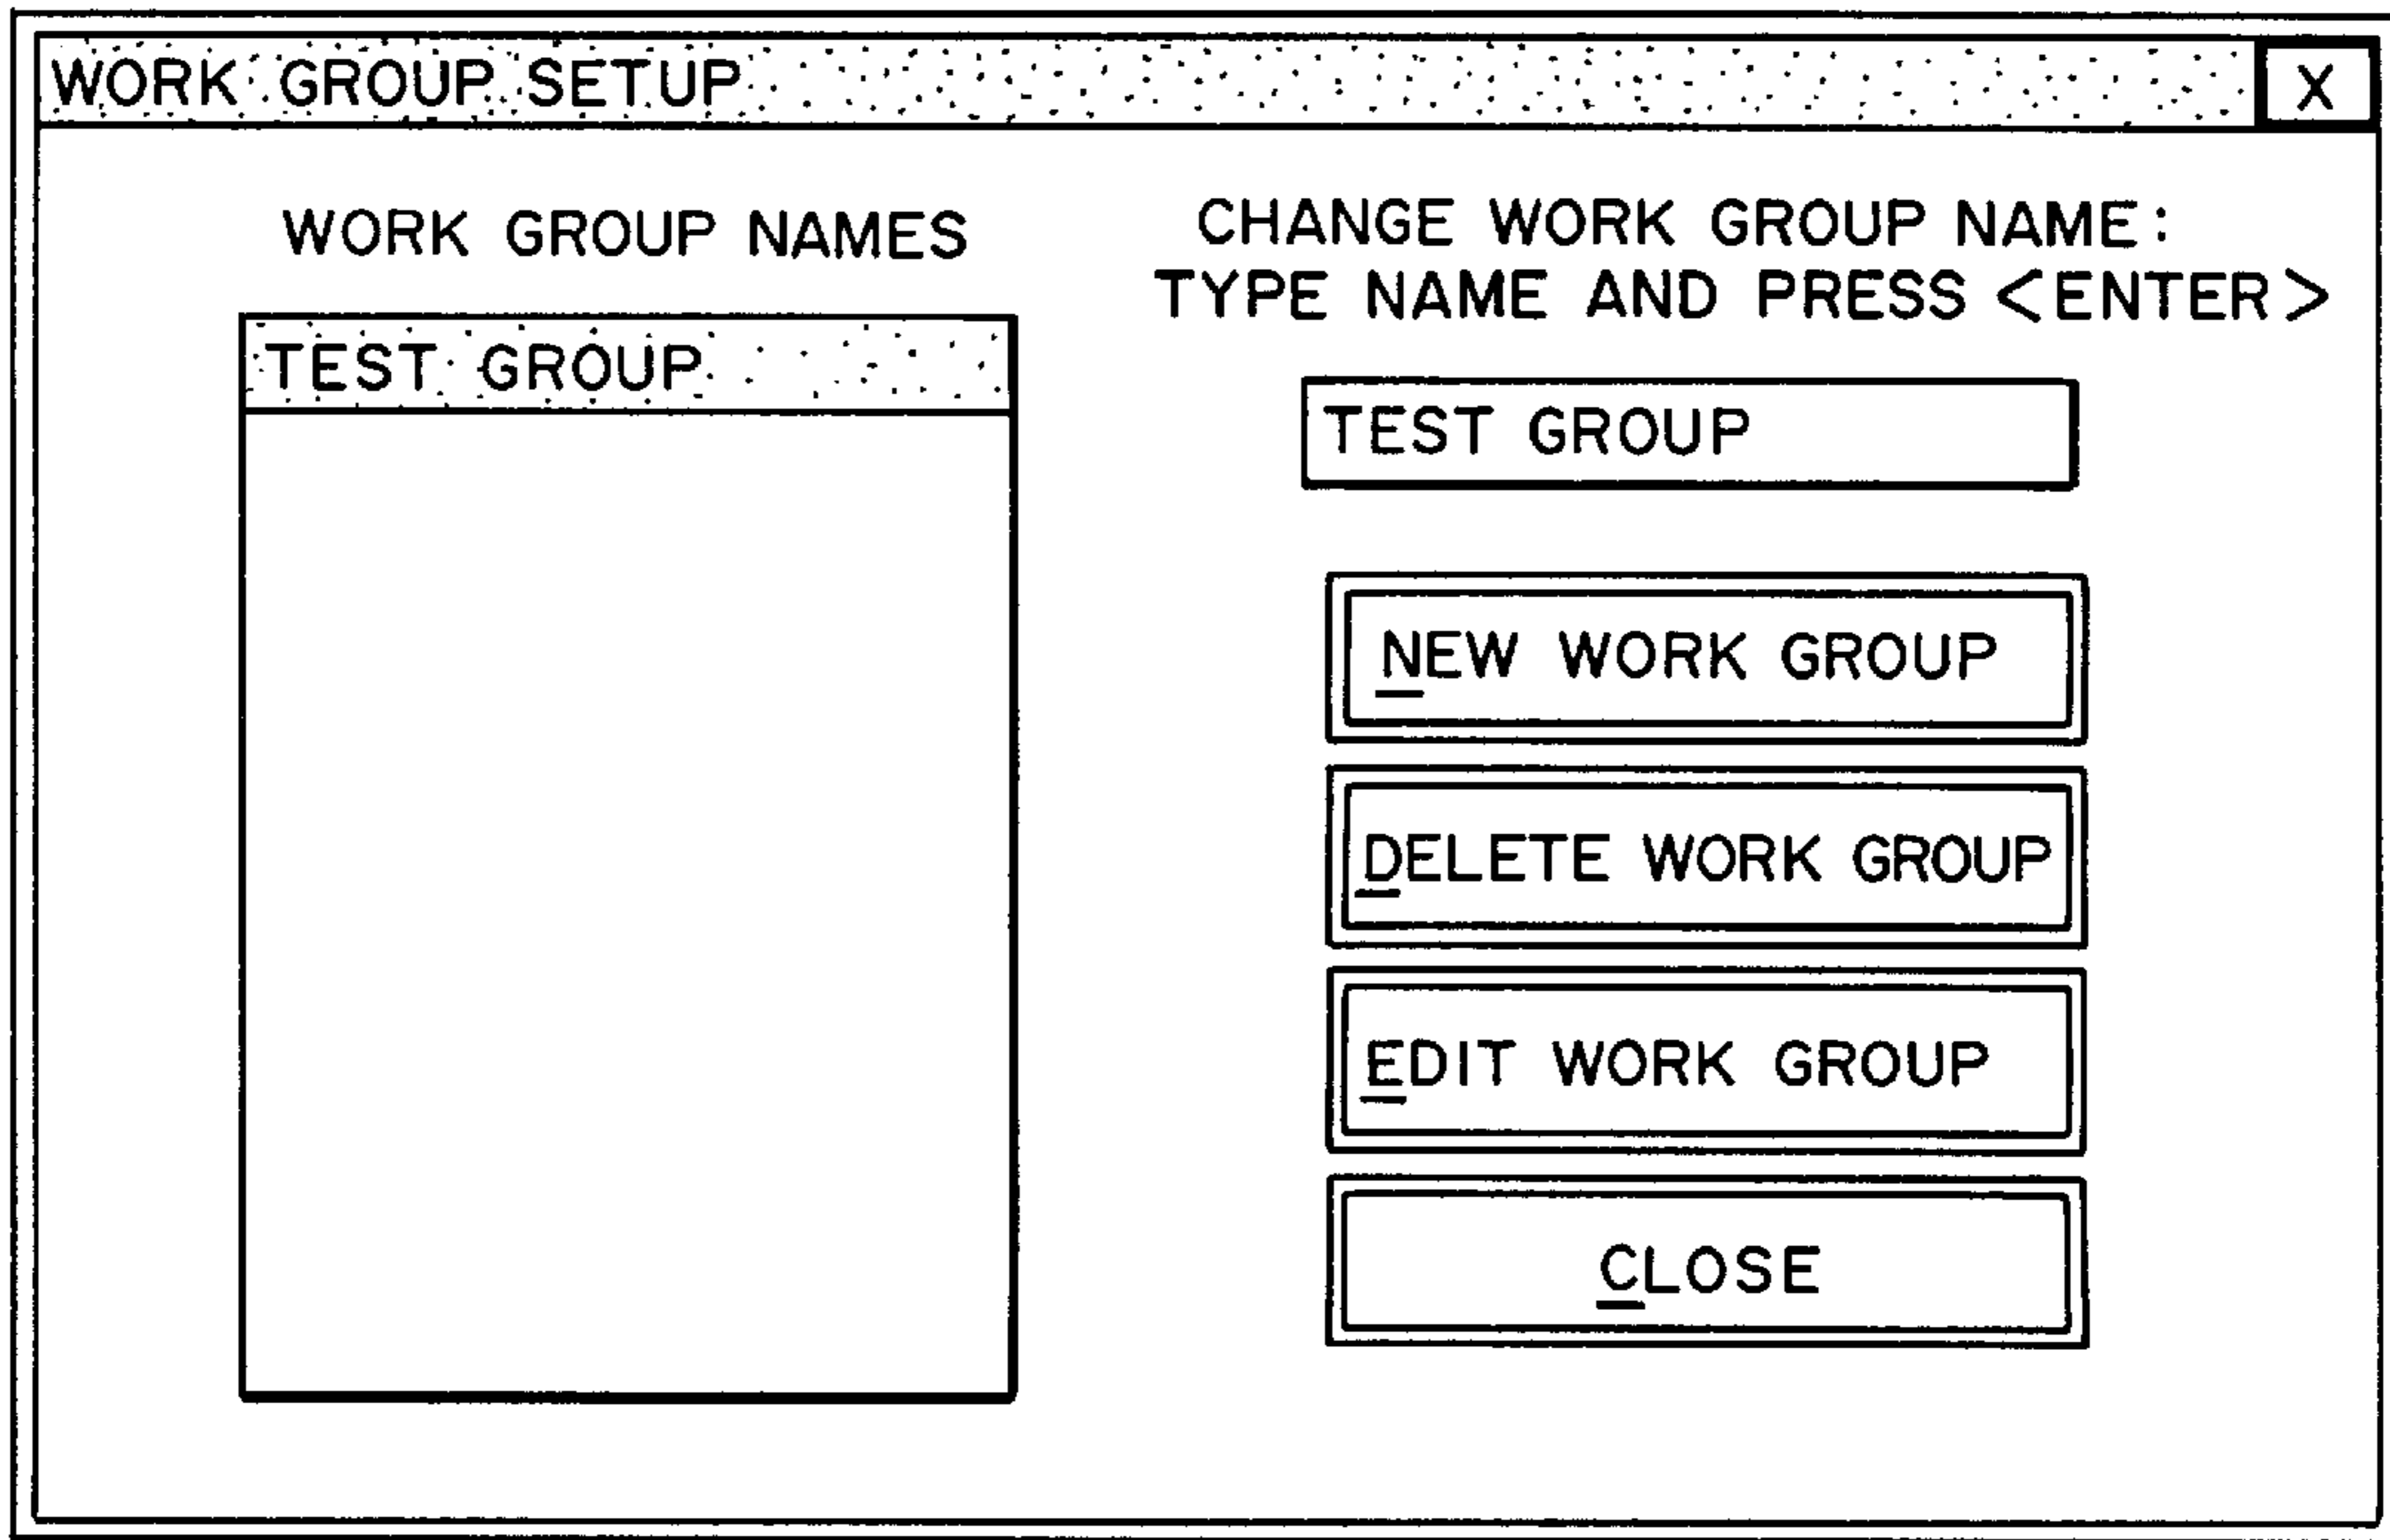 WORK GROUP SETUP X
WORK GROUP NAMES
TEST GROUP
CHANGE WORK GROUP NAME:
TYPE NAME AND PRESS <ENTER>
TEST GROUP
NEW WORK GROUP
DELETE WORK GROUP
EDIT WORK GROUP
CLOSE